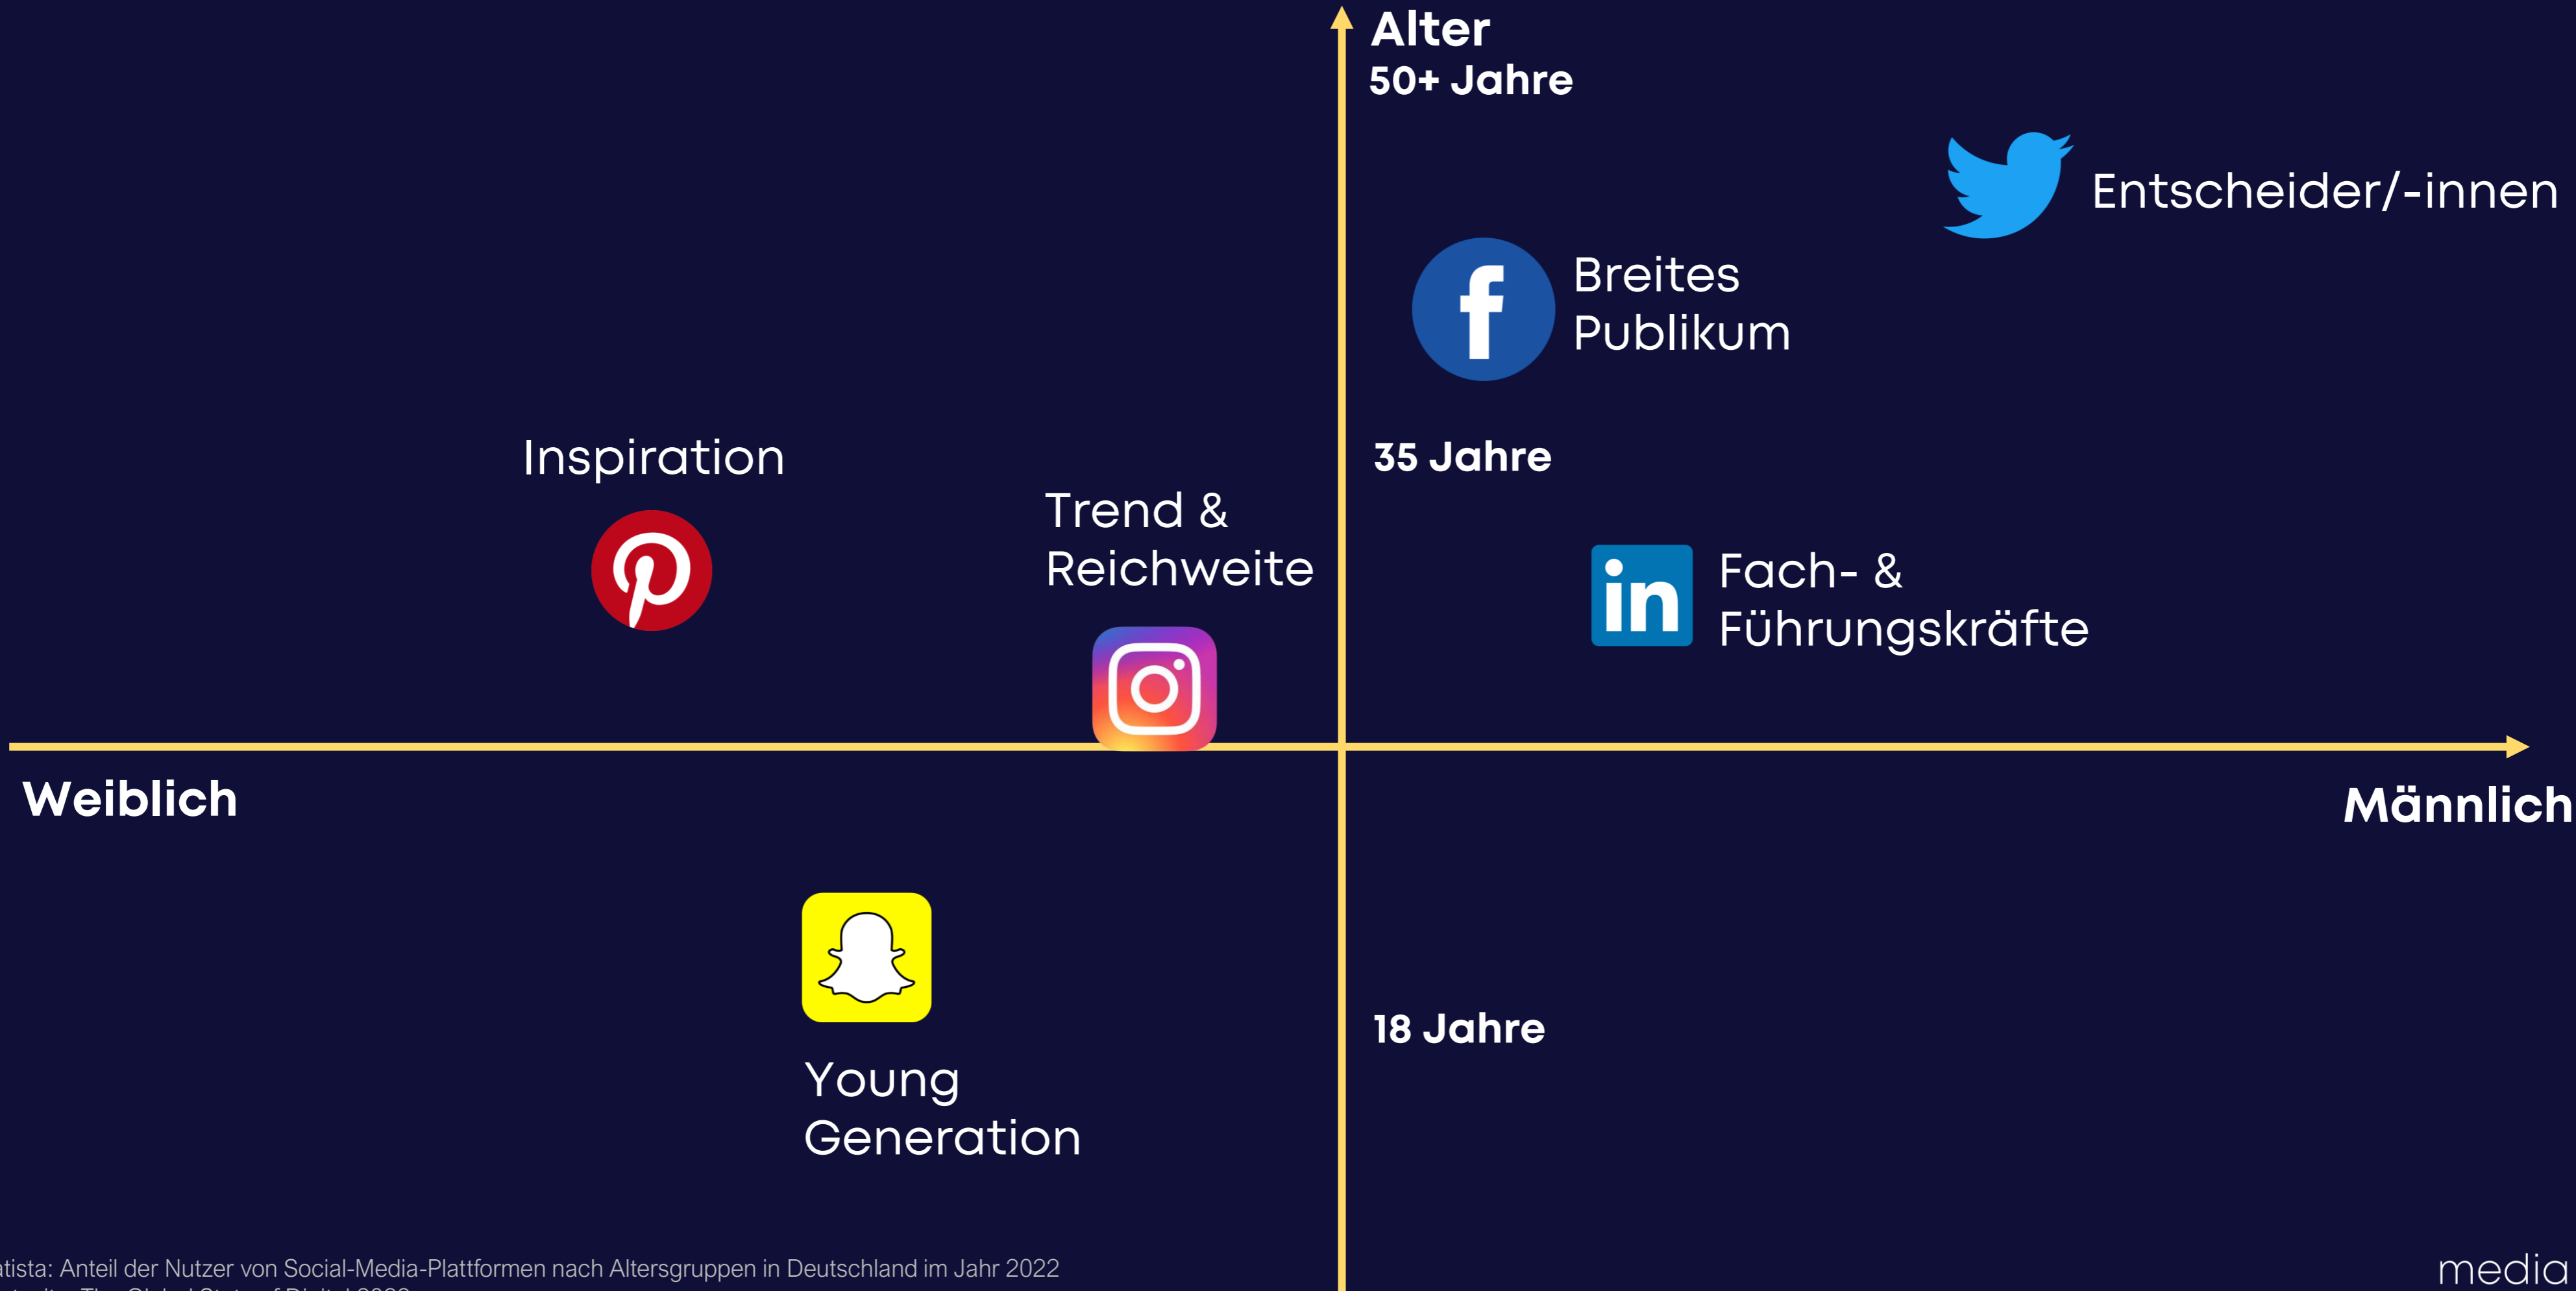 Alter
50+ Jahre
Entscheider/-innen
f
Breites
Publikum
Inspiration
35 Jahre
Trend &
Reichweite
in
Fach- &
Führungskräfte
Weiblich
Männlich
18 Jahre
Young
Generation
Anteil der Nutzer von Social-Media-Plattformen nach Altersgruppen in Deutschland im Jahr 2022
media